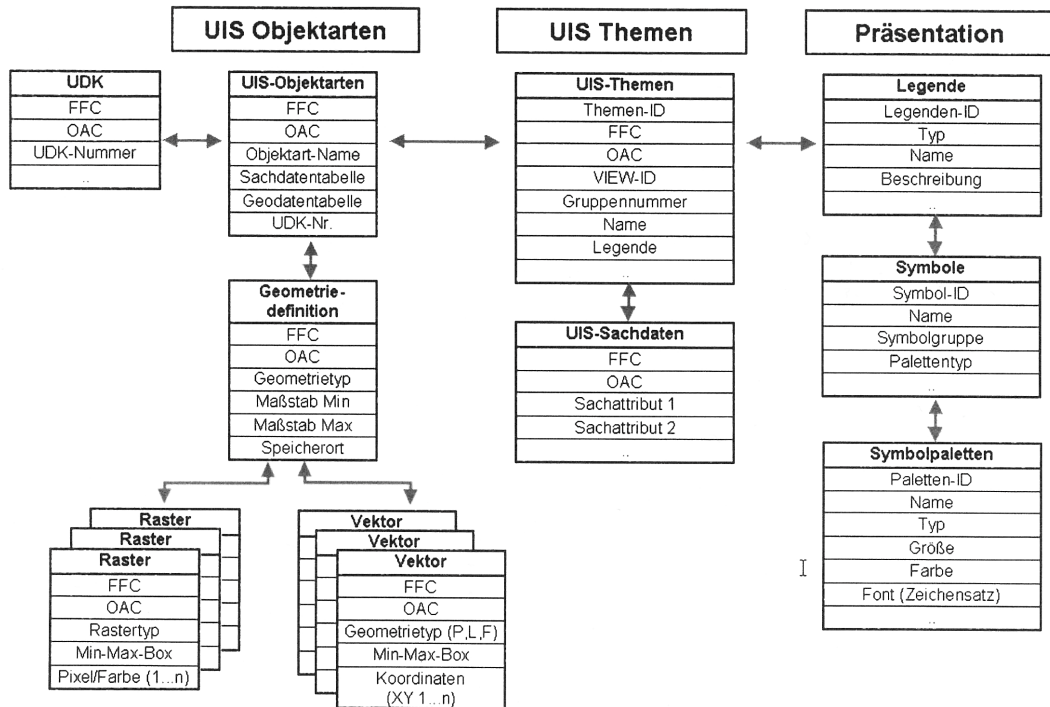 UIS Objektarten
UIS Themen
Präsentation
UDK
FFC
OAC
UDK-Nummer
..
UIS-Objektarten
FFC
OAC
Objektart-Name
Sachdatentabelle
Geodatentabelle
UDK-Nr.
Geometrie-
definition
FFC
OAC
Geometrietyp
Maßstab Min
Maßstab Max
Speicherort
Raster
Raster
Raster
FFC
OAC
Rastertyp
Min-Max-Box
Pixel/Farbe (1...n)
Vektor
Vektor
Vektor
FFC
OAC
Geometrietyp (P,L,F)
Min-Max-Box
Koordinaten
(XY 1...n)
UIS-Themen
Themen-ID
FFC
OAC
VIEW-ID
Gruppennummer
Name
Legende
..
UIS-Sachdaten
FFC
OAC
Sachattribut 1
Sachattribut 2
..
Legende
Legenden-ID
Typ
Name
Beschreibung
..
Symbole
Symbol-ID
Name
Symbolgruppe
Palettentyp
..
Symbolpaletten
Paletten-ID
Name
Typ
Größe
Farbe
Font (Zeichensatz)
..